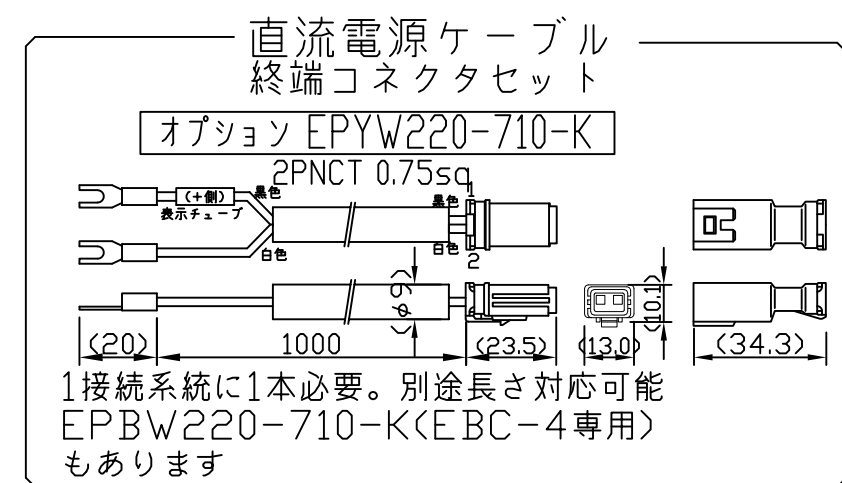 直流電源ケーブル
終端コネクタセット
オプション EPYW220-710-K
2PNCT 0.75sq
(+側)
黒色
表示チューブ
白色
黒色
1
白色
2
(φ9)
(10.1)
(20)
1000
(23.5)
(13.0)
(34.3)
1接続系統に1本必要。別途長さ対応可能
EPBW220-710-K(EBC-4専用)
もあります